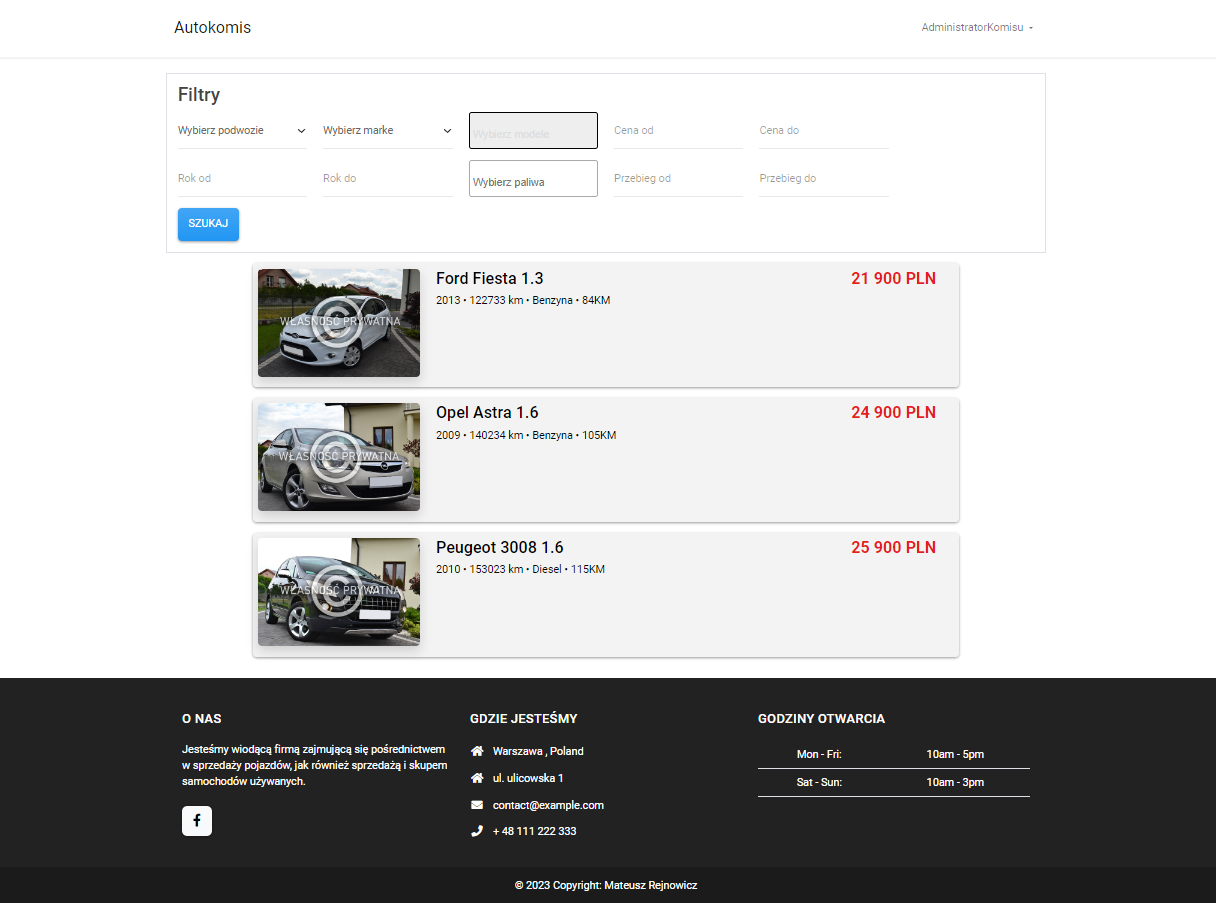 Autokomis
AdministratorKomisu
Filtry
Wybierz podwozie
Wybierz marke
Wybierz modele
Cena od
Cena do
Rok od
Rok do
Wybierz paliwa
Przebieg od
Przebieg do
SZUKAJ
WŁASNOŚĆ PRYWATNA
Ford Fiesta 1.3
21 900 PLN
2013 • 122733 km • Benzyna • 84KM
WŁASNOŚĆ PRYWATNA
Opel Astra 1.6
24 900 PLN
2009 • 140234 km • Benzyna • 105KM
WŁASNOŚĆ PRYWATNA
Peugeot 3008 1.6
25 900 PLN
2010 • 153023 km • Diesel • 115KM
O NAS
Jesteśmy wiodącą firmą zajmującą się pośrednictwem
w sprzedaży pojazdów, jak również sprzedażą i skupem
samochodów używanych.
GDZIE JESTEŚMY
Warszawa , Poland
ul. ulicowska 1
contact@example.com
+ 48 111 222 333
GODZINY OTWARCIA
Mon - Fri: 10am - 5pm
Sat - Sun: 10am - 3pm
© 2023 Copyright: Mateusz Rejnowicz